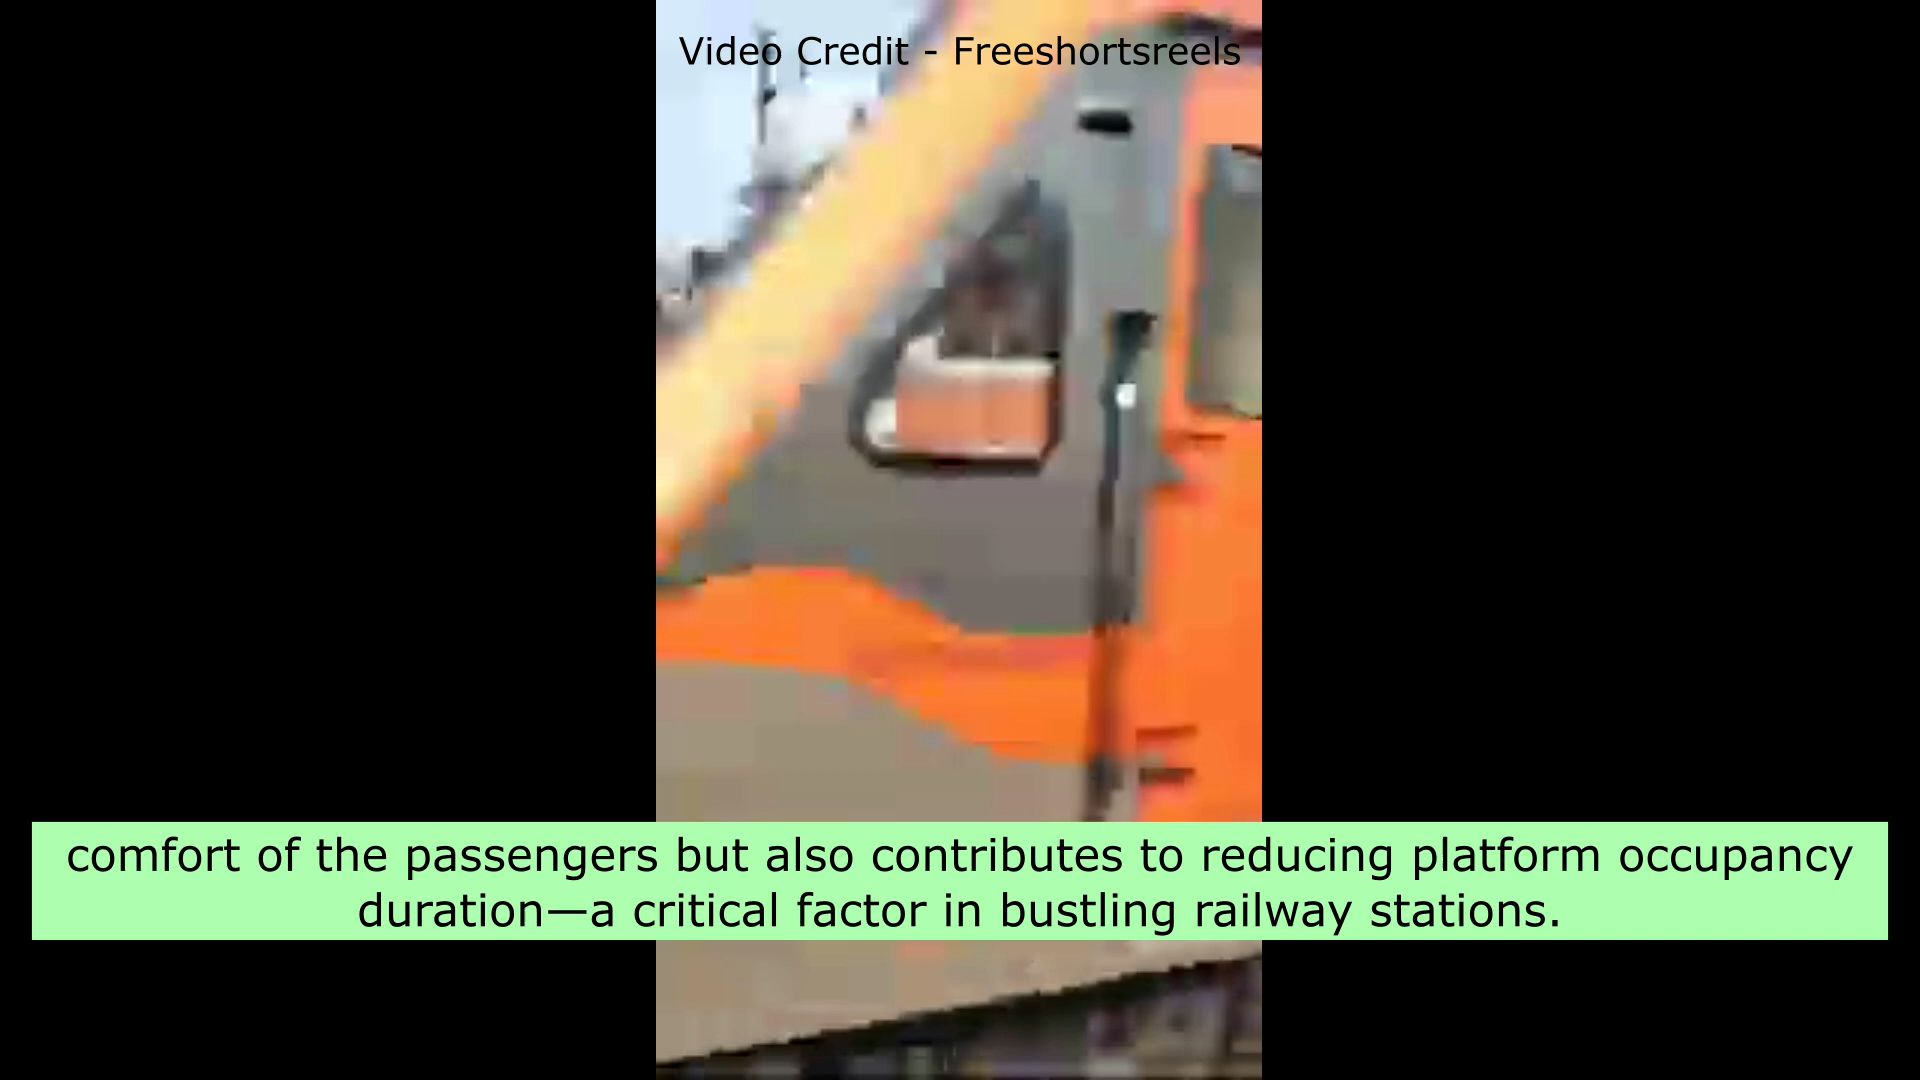 Video Credit - Freeshortsreels
comfort of the passengers but also contributes to reducing platform occupancy
duration—a critical factor in bustling railway stations.